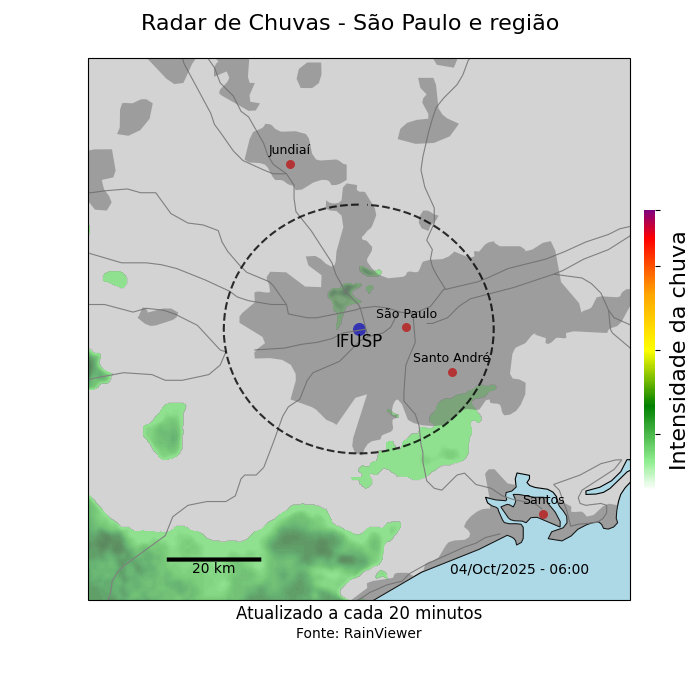 Radar de Chuvas - São Paulo e região
Jundiaí
São Paulo
IFUSP
Santo André
Santos
20 km
04/Oct/2025 - 06:00
Intensidade da chuva
Atualizado a cada 20 minutos
Fonte: RainViewer